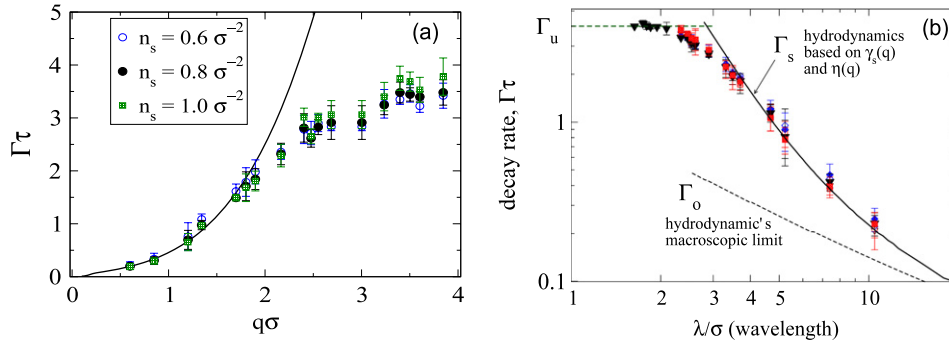 (a)
n_s = 0.6 σ^{-2}
n_s = 0.8 σ^{-2}
n_s = 1.0 σ^{-2}
5
4
3
2
1
0
Γτ
0 1 2 3 4
qσ
(b)
Γ_u
Γ_s hydrodynamics
based on γ_s(q)
and η(q)
1
Γ_o
hydrodynamic's
macroscopic limit
0.1
decay rate, Γτ
1 2 3 4 5 10
λ/σ (wavelength)